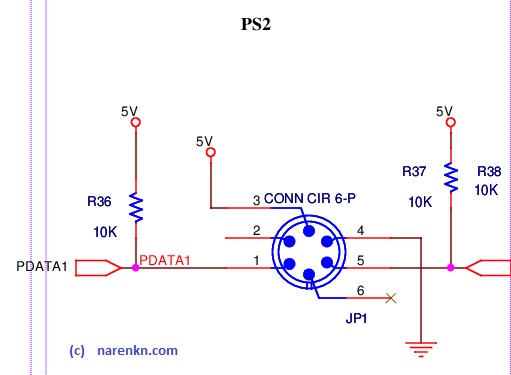 PS2
5V
5V
5V
R36
10K
3 CONN CIR 6-P
R37
R38
10K
10K
2
4
PDATA1
PDATA1
1
5
6
JP1
(c) narenkn.com